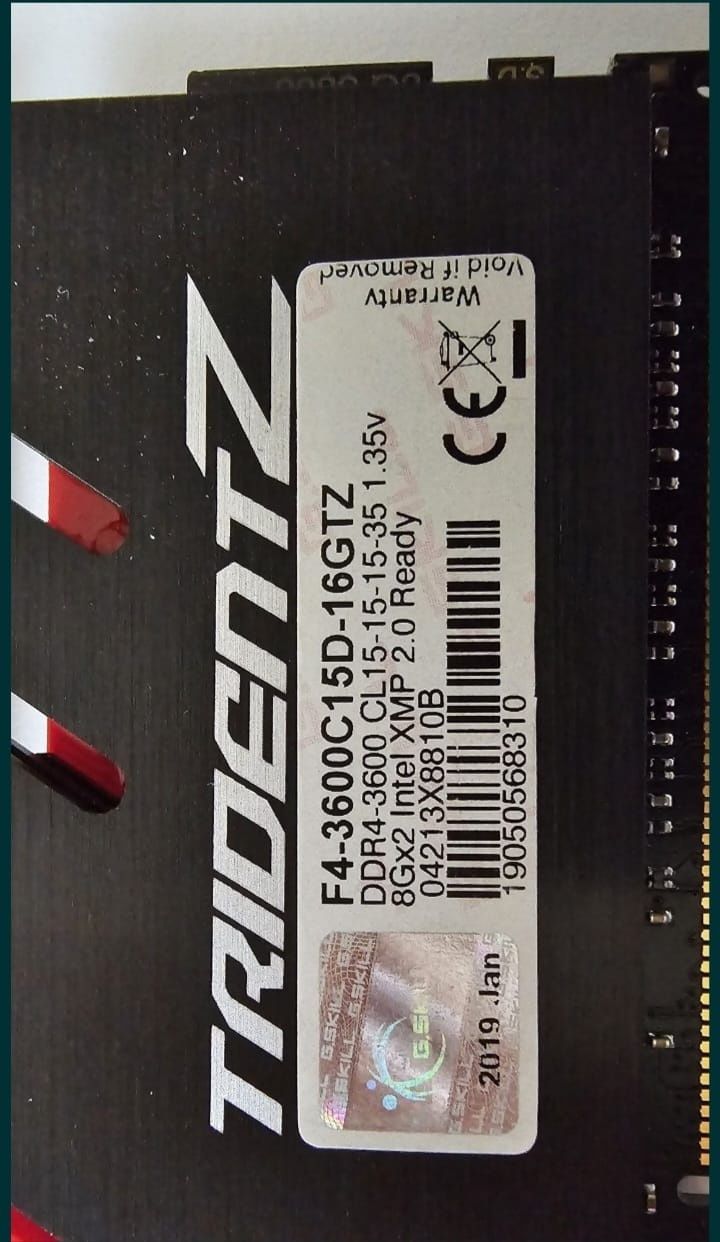 TRIDENTZ
F4-3600C15D-16GTZ
DDR4-3600 CL15-15-15-35 1.35v
8Gx2 Intel XMP 2.0 Ready
04213X8810B
19050568310
CE
Warranty
Void if Removed
G.SKILL
2019 Jan